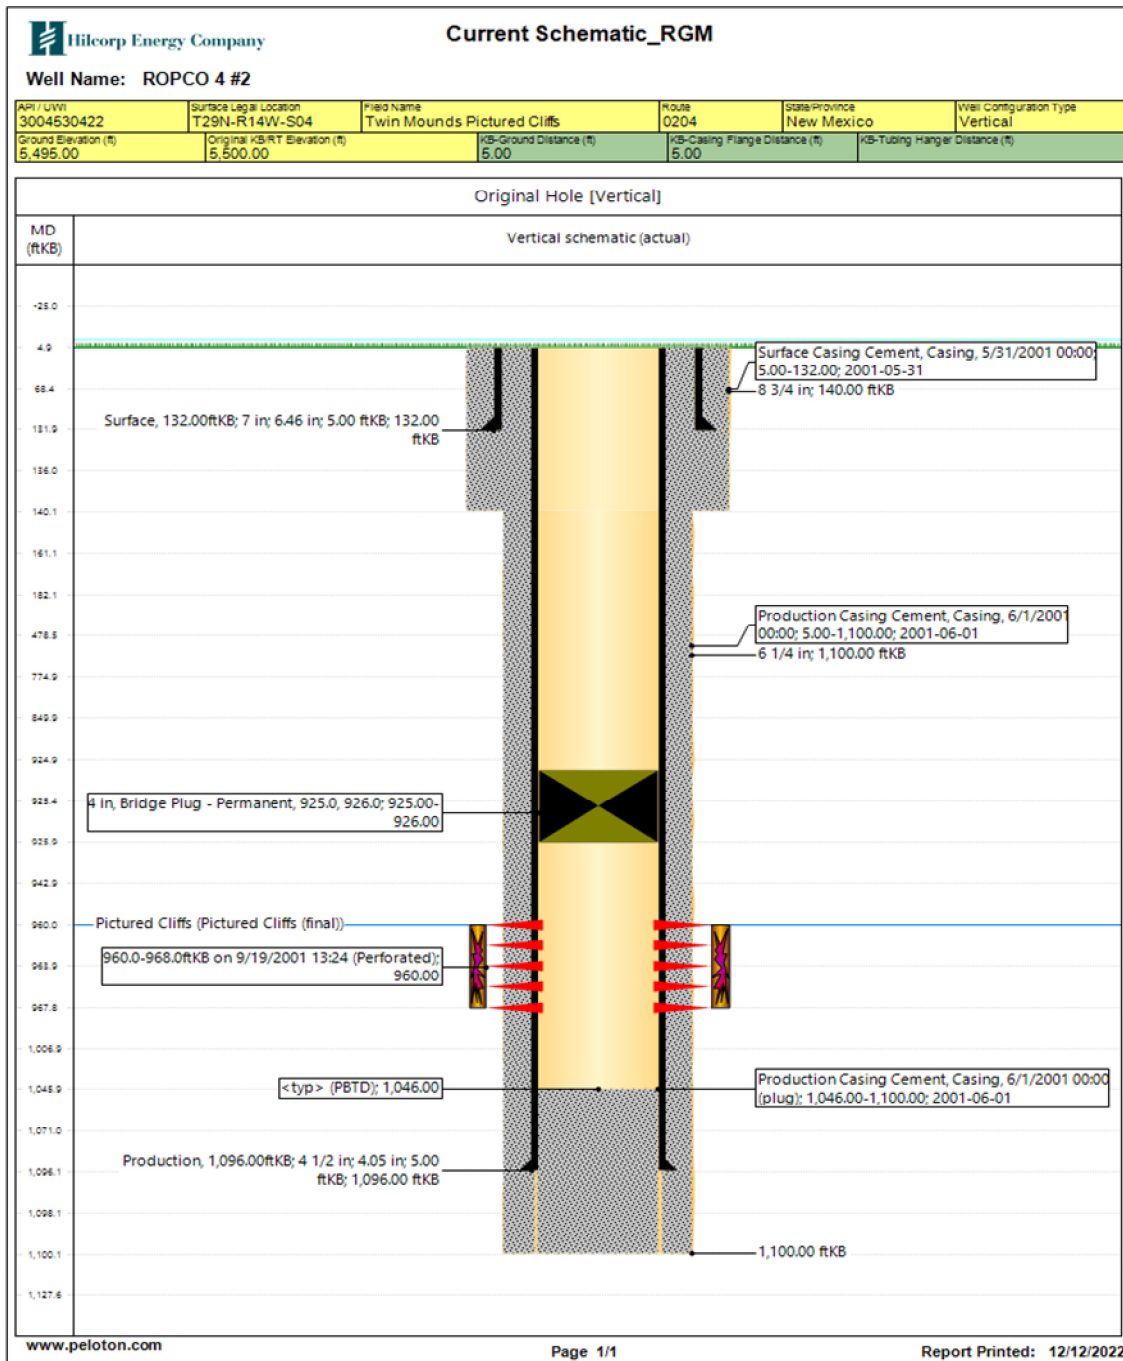 Hilcorp Energy Company
Current Schematic_RGM
Well Name: ROPCO 4 #2
API / UWI
3004530422
Surface Legal Location
T29N-R14W-S04
Field Name
Twin Mounds Pictured Cliffs
Route
0204
State/Province
New Mexico
Well Configuration Type
Vertical
Ground Elevation (ft)
5,495.00
Original KB/RT Elevation (ft)
5,500.00
KB-Ground Distance (ft)
5.00
KB-Casing Flange Distance (ft)
5.00
KB-Tubing Hanger Distance (ft)
Original Hole [Vertical]
MD
(ftKB)
Vertical schematic (actual)
-25.0
4.9
Surface Casing Cement, Casing, 5/31/2001 00:00;
5.00-132.00; 2001-05-31
68.4
8 3/4 in; 140.00 ftKB
Surface, 132.00ftKB; 7 in; 6.46 in; 5.00 ftKB; 132.00
ftKB
131.9
136.0
140.1
161.1
182.1
Production Casing Cement, Casing, 6/1/2001
00:00; 5.00-1,100.00; 2001-06-01
478.5
6 1/4 in; 1,100.00 ftKB
774.9
849.9
924.9
925.4
4 in, Bridge Plug - Permanent, 925.0, 926.0; 925.00-
926.00
925.9
942.9
960.0
Pictured Cliffs (Pictured Cliffs (final))
960.0-968.0ftKB on 9/19/2001 13:24 (Perforated);
960.00
963.9
967.8
1,006.9
1,045.9
<typ> (PBTD); 1,046.00
Production Casing Cement, Casing, 6/1/2001 00:00
(plug); 1,046.00-1,100.00; 2001-06-01
1,071.0
Production, 1,096.00ftKB; 4 1/2 in; 4.05 in; 5.00
ftKB; 1,096.00 ftKB
1,096.1
1,098.1
1,100.1
1,100.00 ftKB
1,127.6
www.peloton.com
Page 1/1
Report Printed: 12/12/2022